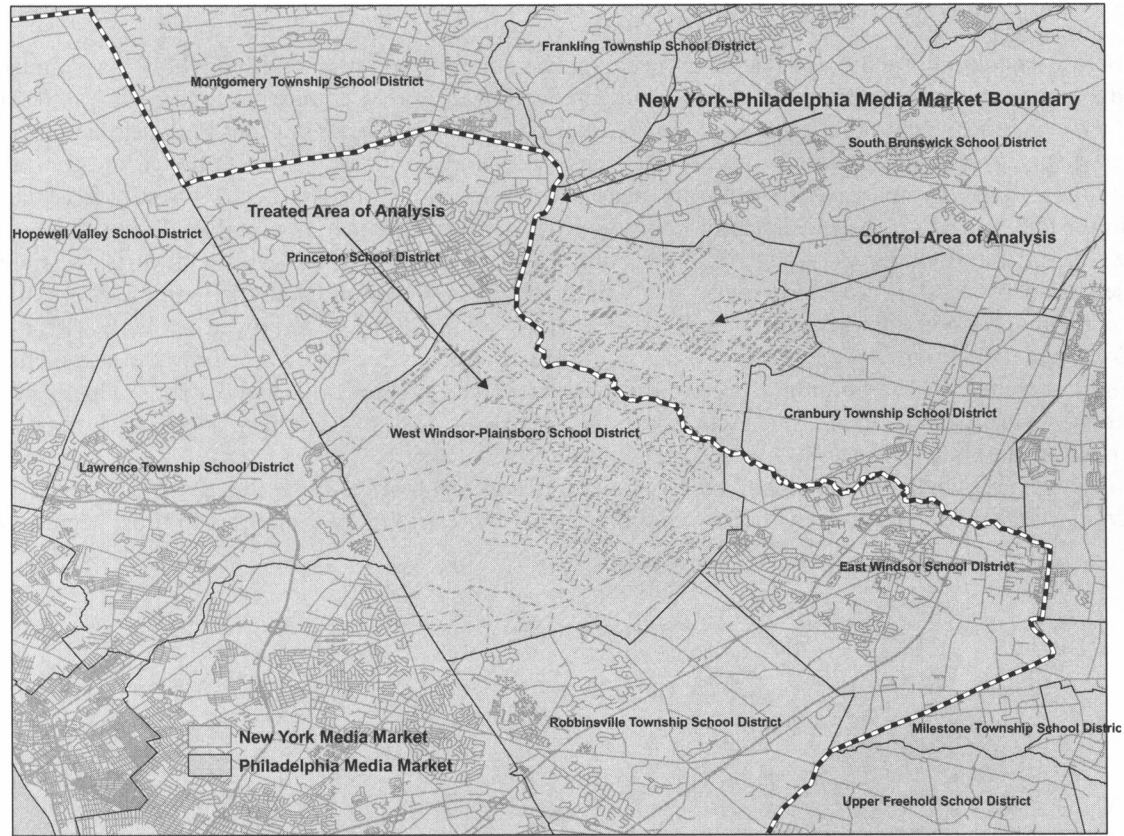 Frankling Township School District
Montgomery Township School District
New York-Philadelphia Media Market Boundary
South Brunswick School District
Treated Area of Analysis
Hopewell Valley School District
Control Area of Analysis
Princeton School District
Cranbury Township School District
West Windsor-Plainsboro School District
Lawrence Township School District
East Windsor School District
Robbinsville Township School District
Milestone Township School Distric
New York Media Market
Philadelphia Media Market
Upper Freehold School District